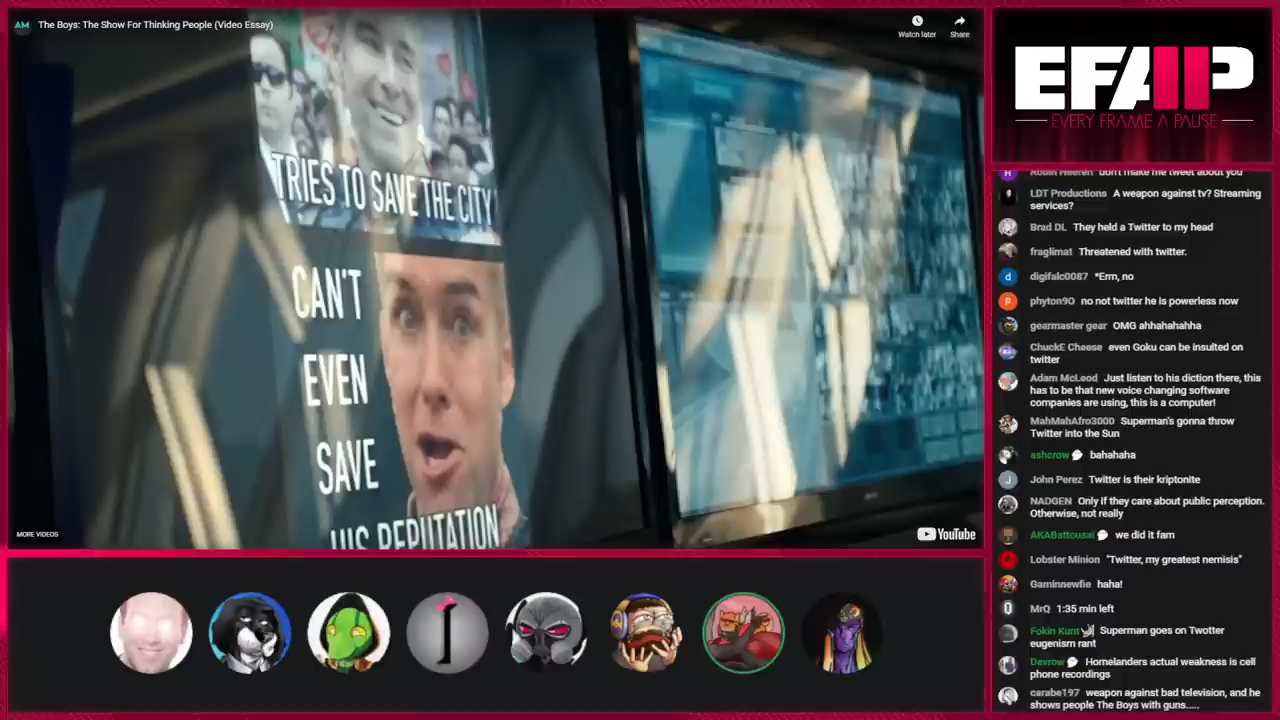 AM
The Boys: The Show For Thinking People (Video Essay)
Watch later
Share
TRIES TO SAVE THE CITY
CAN'T
EVEN
SAVE
HIS REPUTATION
MORE VIDEOS
YouTube
EFAP
EVERY FRAME A PAUSE
don't make me tweet about you
LDT Productions A weapon against tv? Streaming
services?
Brad DL They held a Twitter to my head
fraglimat Threatened with twitter.
digifalc0087 *Erm, no
phyton90 no not twitter he is powerless now
gearmaster gear OMG ahhahahahha
ChuckE Cheese even Goku can be insulted on
twitter
Adam McLeod Just listen to his diction there, this
has to be that new voice changing software
companies are using, this is a computer!
MahMahAfro3000 Superman's gonna throw
Twitter into the Sun
ashcrow bahahaha
John Perez Twitter is their kriptonite
NADGEN Only if they care about public perception.
Otherwise, not really
AKABattousai we did it fam
Lobster Minion "Twitter, my greatest nemisis"
Gaminnewfie haha!
MrQ 1:35 min left
Fokin Kunt Superman goes on Twotter
eugenism rant
Devrow Homelanders actual weakness is cell
phone recordings
carabe197 weapon against bad television, and he
shows people The Boys with guns.....